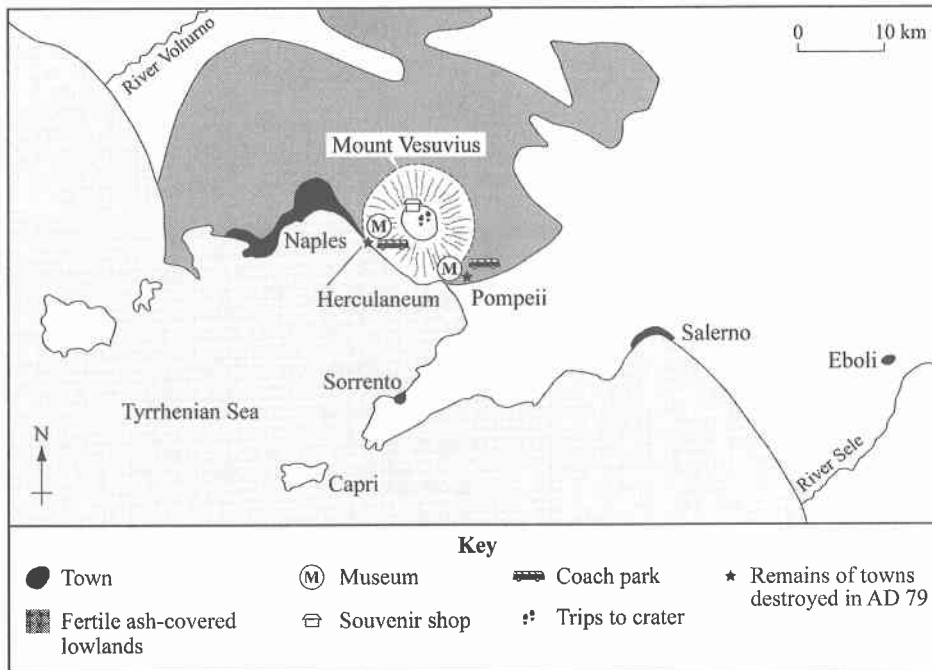 River Volturno
0 10 km
Mount Vesuvius
M
Naples
M
Herculaneum
Pompeii
Salerno
Eboli
Sorrento
Tyrrhenian Sea
N
Capri
River Sele
Key
Town
M Museum
Coach park
Remains of towns
destroyed in AD 79
Fertile ash-covered
lowlands
Souvenir shop
Trips to crater